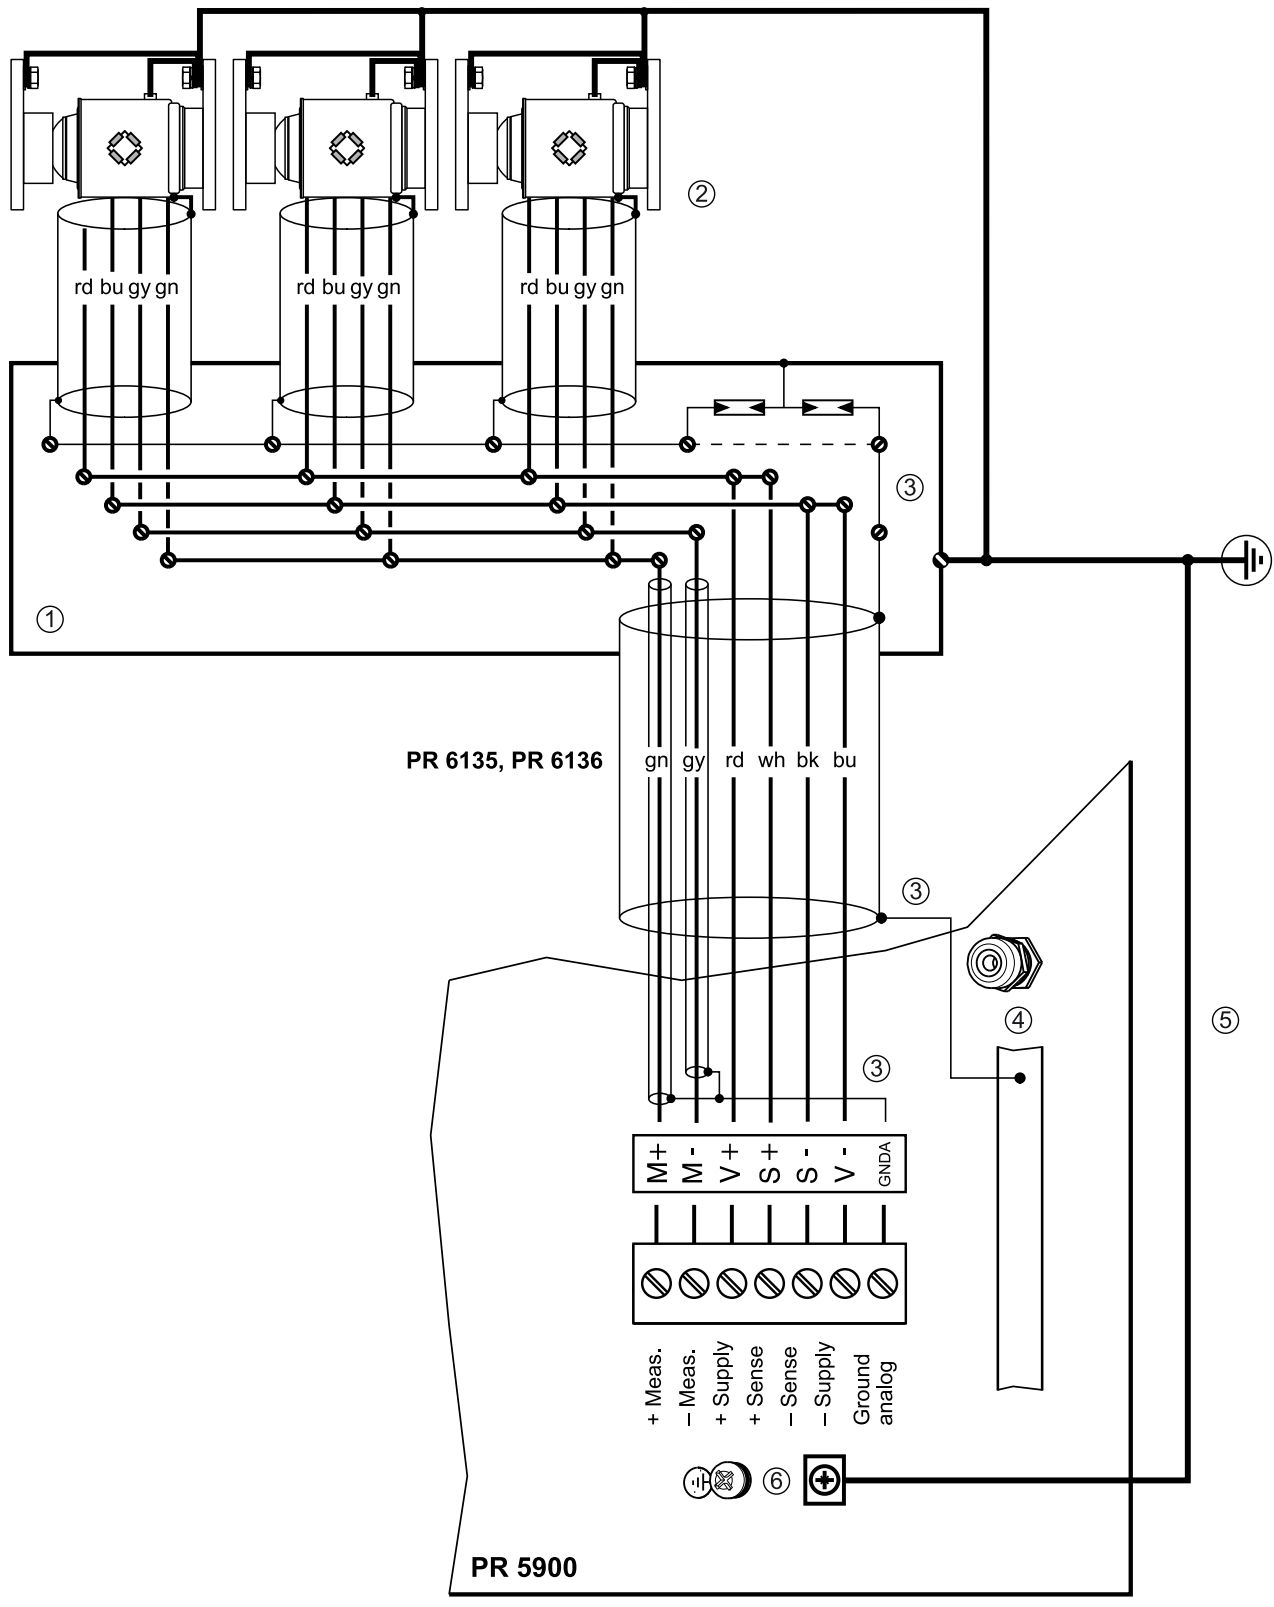 ②
rd bu gy gn
rd bu gy gn
rd bu gy gn
③
①
PR 6135, PR 6136
gn gy rd wh bk bu
③
④
⑤
③
M+
M -
V +
S +
S -
V -
GNDA
+ Meas.
– Meas.
+ Supply
+ Sense
– Sense
– Supply
Ground
analog
⑥
PR 5900